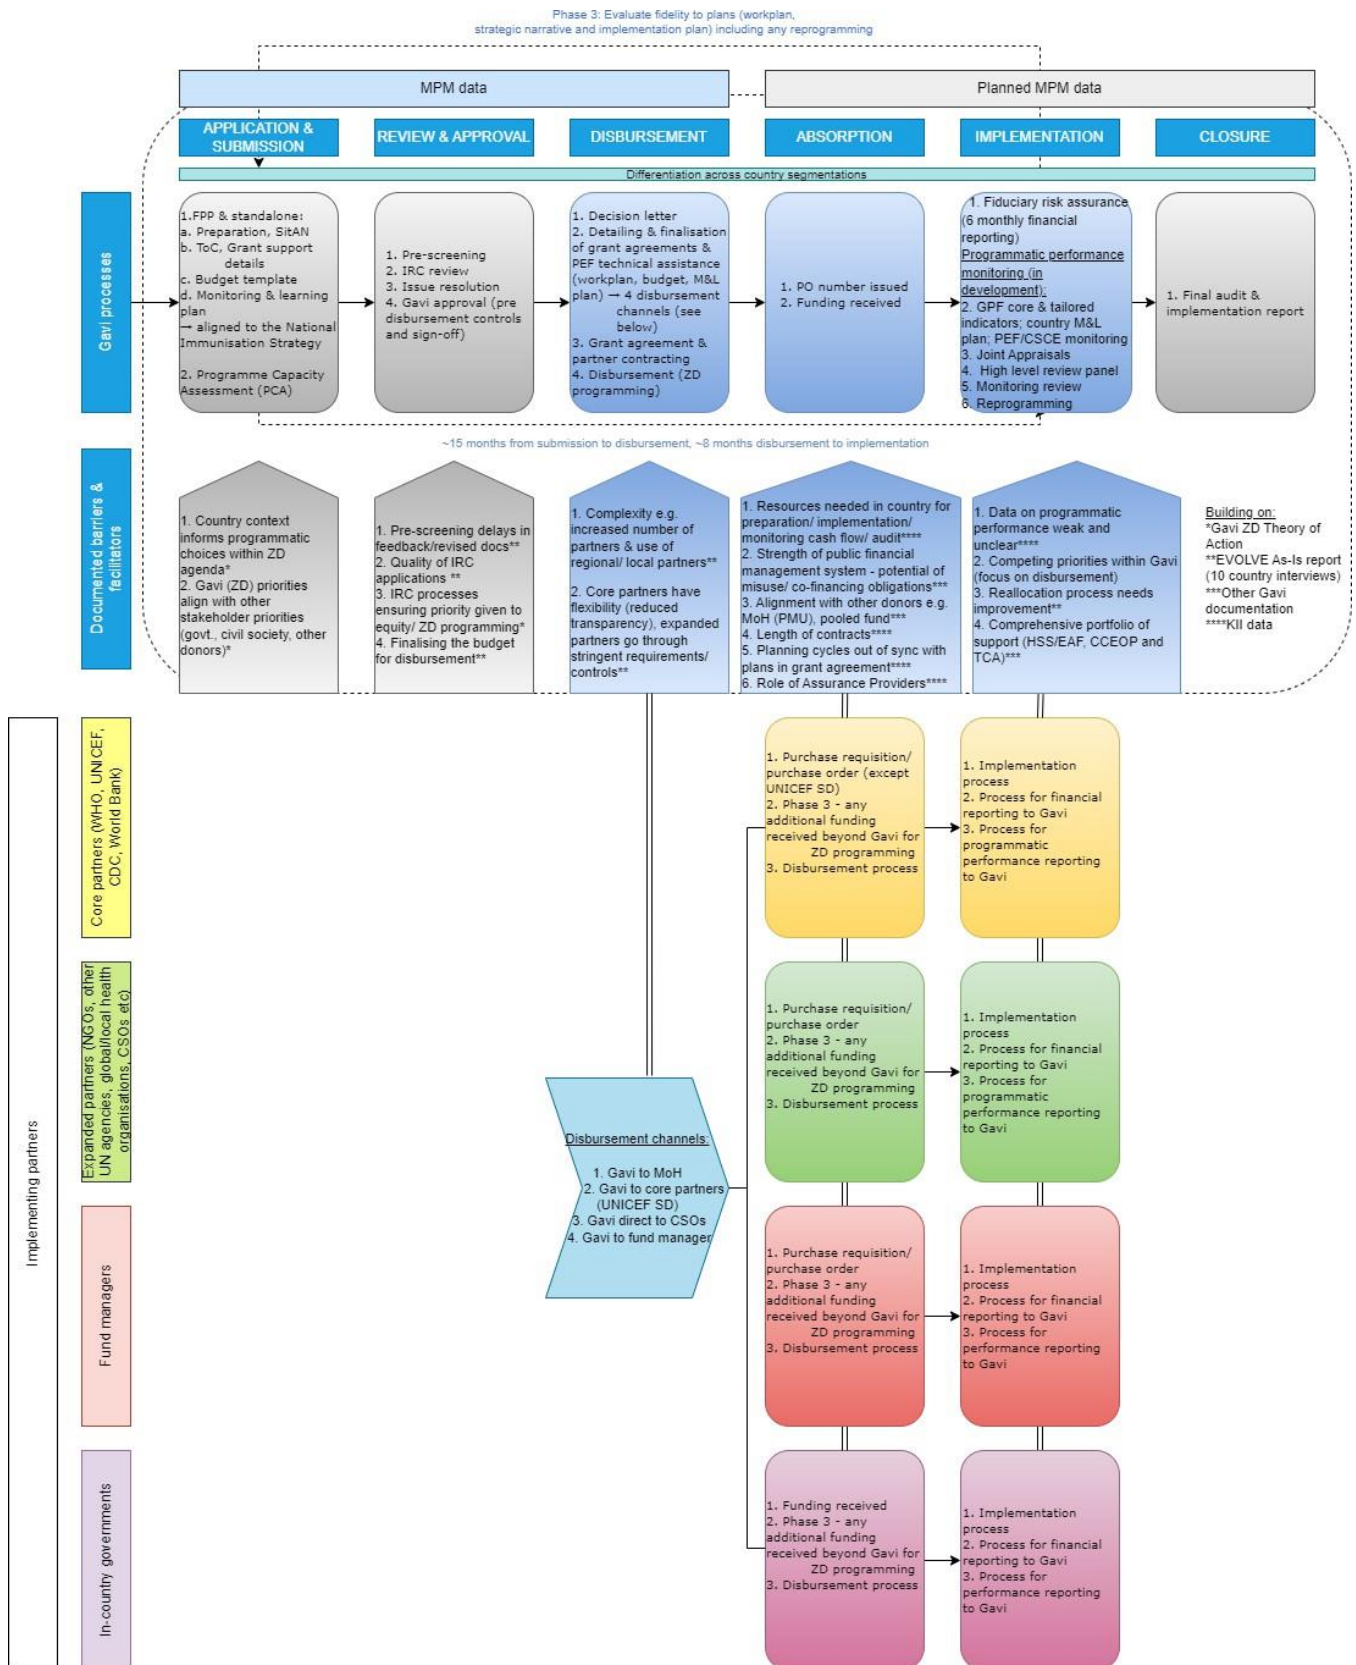 Phase 3: Evaluate fidelity to plans (workplan,
strategic narrative and implementation plan) including any reprogramming
MPM data
Planned MPM data
APPLICATION &
SUBMISSION
REVIEW & APPROVAL
DISBURSEMENT
ABSORPTION
IMPLEMENTATION
CLOSURE
Differentiation across country segmentations
Gavi processes
1.FPP & standalone:
a. Preparation, SitAN
b. ToC, Grant support
details
c. Budget template
d. Monitoring & learning
plan
→ aligned to the National
Immunisation Strategy
2. Programme Capacity
Assessment (PCA)
1. Pre-screening
2. IRC review
3. Issue resolution
4. Gavi approval (pre
disbursement controls
and sign-off)
1. Decision letter
2. Detailing & finalisation
of grant agreements &
PEF technical assistance
(workplan, budget, M&L
plan) → 4 disbursement
channels (see
below)
3. Grant agreement &
partner contracting
4. Disbursement (ZD
programming)
1. PO number issued
2. Funding received
1. Fiduciary risk assurance
(6 monthly financial
reporting)
Programmatic performance
monitoring (in
development):
2. GPF core & tailored
indicators; country M&L
plan; PEF/CSCE monitoring
3. Joint Appraisals
4. High level review panel
5. Monitoring review
6. Reprogramming
1. Final audit &
implementation report
~15 months from submission to disbursement, ~8 months disbursement to implementation
Documented barriers &
facilitators
1. Country context
informs programmatic
choices within ZD
agenda*
2. Gavi (ZD) priorities
align with other
stakeholder priorities
(govt., civil society, other
donors)*
1. Pre-screening delays in
feedback/revised docs**
2. Quality of IRC
applications **
3. IRC processes
ensuring priority given to
equity/ ZD programming*
4. Finalising the budget
for disbursement**
1. Complexity e.g.
increased number of
partners & use of
regional/ local partners**
2. Core partners have
flexibility (reduced
transparency), expanded
partners go through
stringent requirements/
controls**
1. Resources needed in country for
preparation/ implementation/
monitoring cash flow/ audit****
2. Strength of public financial
management system - potential of
misuse/ co-financing obligations***
3. Alignment with other donors e.g.
MoH (PMU), pooled fund***
4. Length of contracts****
5. Planning cycles out of sync with
plans in grant agreement****
6. Role of Assurance Providers****
1. Data on programmatic
performance weak and
unclear****
2. Competing priorities within Gavi
(focus on disbursement)
3. Reallocation process needs
improvement**
4. Comprehensive portfolio of
support (HSS/EAF, CCEOP and
TCA)***
Building on:
*Gavi ZD Theory of
Action
**EVOLVE As-Is report
(10 country interviews)
***Other Gavi
documentation
****KII data
Implementing partners
Core partners (WHO, UNICEF,
CDC, World Bank)
1. Purchase requisition/
purchase order (except
UNICEF SD)
2. Phase 3 - any
additional funding
received beyond Gavi for
ZD programming
3. Disbursement process
1. Implementation
process
2. Process for financial
reporting to Gavi
3. Process for
programmatic
performance reporting
to Gavi
Expanded partners (NGOs, other
UN agencies, global/local health
organisations, CSOs etc)
1. Purchase requisition/
purchase order
2. Phase 3 - any
additional funding
received beyond Gavi for
ZD programming
3. Disbursement process
1. Implementation
process
2. Process for financial
reporting to Gavi
3. Process for
programmatic
performance reporting
to Gavi
Disbursement channels:
1. Gavi to MoH
2. Gavi to core partners
(UNICEF SD)
3. Gavi direct to CSOs
4. Gavi to fund manager
Fund managers
1. Purchase requisition/
purchase order
2. Phase 3 - any
additional funding
received beyond Gavi for
ZD programming
3. Disbursement process
1. Implementation
process
2. Process for financial
reporting to Gavi
3. Process for
performance reporting
to Gavi
In-country governments
1. Funding received
2. Phase 3 - any
additional funding
received beyond Gavi for
ZD programming
3. Disbursement process
1. Implementation
process
2. Process for financial
reporting to Gavi
3. Process for
performance reporting
to Gavi